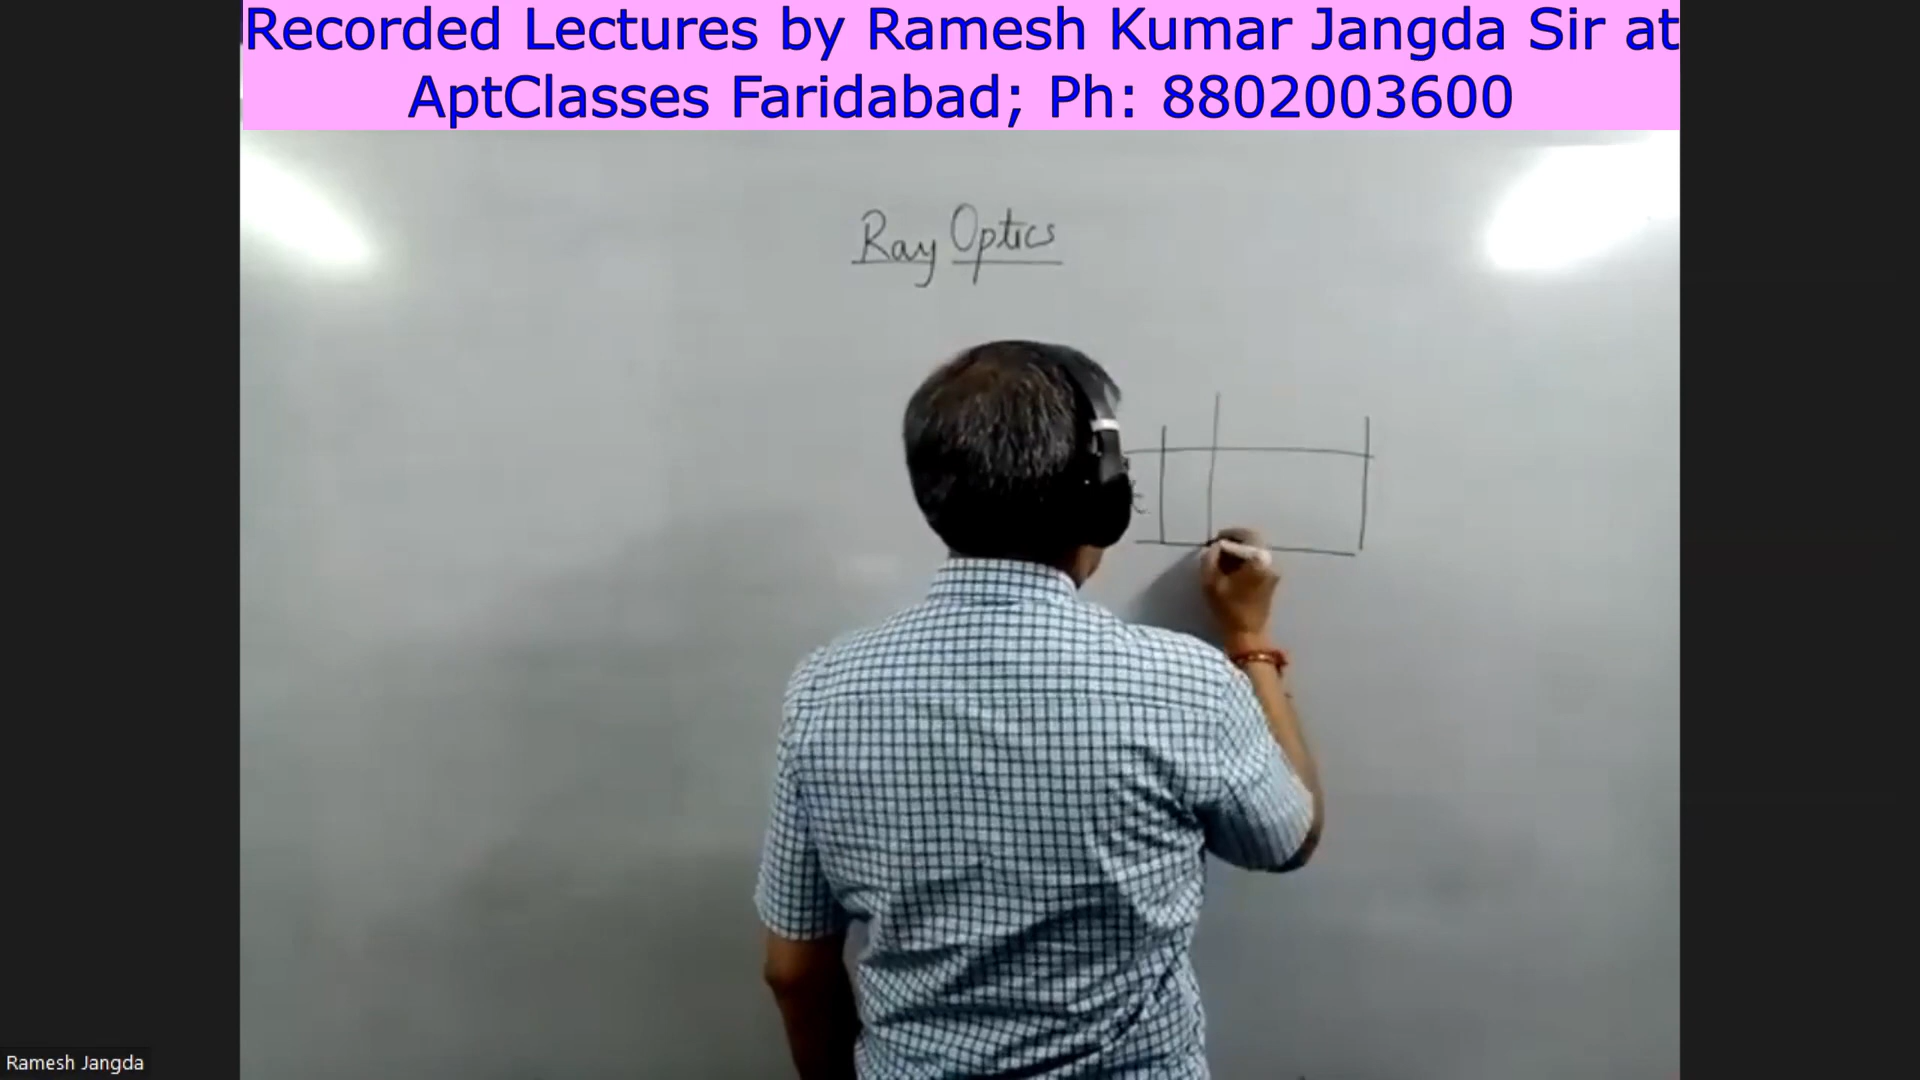 Recorded Lectures by Ramesh Kumar Jangda Sir at
AptClasses Faridabad; Ph: 8802003600
Ray Optics
t
Ramesh Jangda